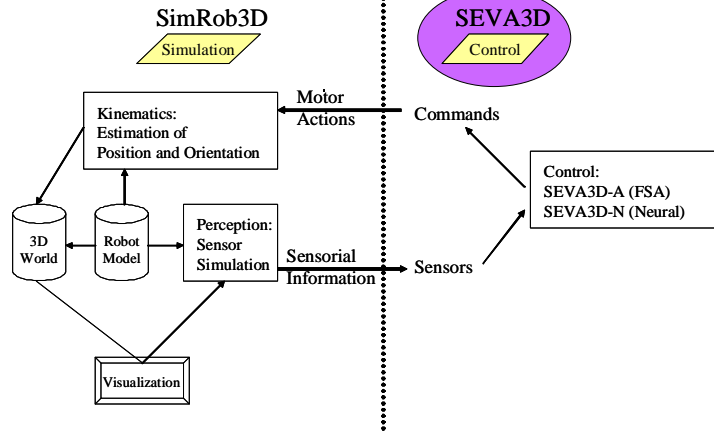 SimRob3D
Simulation
SEVA3D
Control
Kinematics:
Estimation of
Position and Orientation
Motor
Actions
Commands
Control:
SEVA3D-A (FSA)
SEVA3D-N (Neural)
3D
World
Robot
Model
Perception:
Sensor
Simulation
Sensorial
Information
Sensors
Visualization